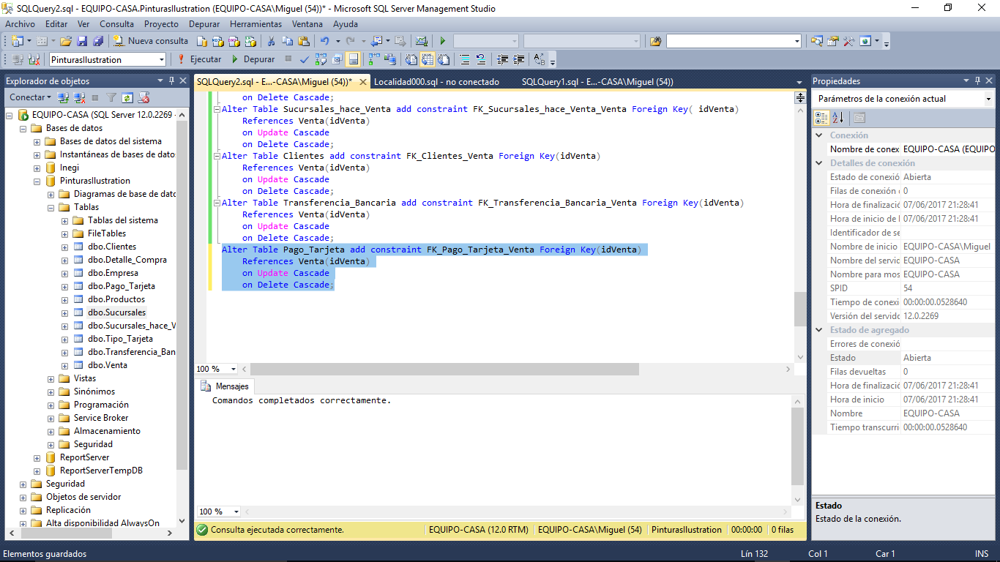 SQLQuery2.sql - EQUIPO-CASA.PinturasIlustration (EQUIPO-CASA\Miguel (54))* - Microsoft SQL Server Management Studio
Archivo Editar Ver Consulta Proyecto Depurar Herramientas Ventana Ayuda
Nueva consulta
PinturasIlustration Ejecutar Depurar
Explorador de objetos
Conectar
EQUIPO-CASA (SQL Server 12.0.2269 -
Bases de datos
Bases de datos del sistema
Instantáneas de bases de dato
Inegi
PinturasIlustration
Diagramas de base de datc
Tablas
Tablas del sistema
FileTables
dbo.Clientes
dbo.Detalle_Compra
dbo.Empresa
dbo.Pago_Tarjeta
dbo.Productos
dbo.Sucursales
dbo.Sucursales_hace_V
dbo.Tipo_Tarjeta
dbo.Transferencia_Ban
dbo.Venta
Vistas
Sinónimos
Programación
Service Broker
Almacenamiento
Seguridad
ReportServer
ReportServerTempDB
Seguridad
Objetos de servidor
Replicación
Alta disponibilidad AlwaysOn
SQLQuery2.sql - E...-CASA\Miguel (54))* Localidad000.sql - no conectado SQLQuery1.sql - E...-CASA\Miguel (54))
on Delete Cascade;
Alter Table Sucursales_hace_Venta add constraint FK_Sucursales_hace_Venta_Venta Foreign Key( idVenta)
References Venta(idVenta)
on Update Cascade
on Delete Cascade;
Alter Table Clientes add constraint FK_Clientes_Venta Foreign Key(idVenta)
References Venta(idVenta)
on Update Cascade
on Delete Cascade;
Alter Table Transferencia_Bancaria add constraint FK_Transferencia_Bancaria_Venta Foreign Key(idVenta)
References Venta(idVenta)
on Update Cascade
on Delete Cascade;
Alter Table Pago_Tarjeta add constraint FK_Pago_Tarjeta_Venta Foreign Key(idVenta)
References Venta(idVenta)
on Update Cascade
on Delete Cascade;
100 %
Mensajes
Comandos completados correctamente.
100 %
Consulta ejecutada correctamente. EQUIPO-CASA (12.0 RTM) EQUIPO-CASA\Miguel (54) PinturasIlustration 00:00:00 0 filas
Propiedades
Parámetros de la conexión actual
Conexión
Nombre de conex EQUIPO-CASA (EQUIPO
Detalles de conexión
Estado de conexió Abierta
Filas de conexión 0
Hora de finalizació 07/06/2017 21:28:41
Hora de inicio de l 07/06/2017 21:28:41
Identificador de se
Nombre de inicio EQUIPO-CASA\Miguel
Nombre del servid EQUIPO-CASA
Nombre para mos EQUIPO-CASA
SPID 54
Tiempo de conexi 00:00:00.0528640
Versión del servidc 12.0.2269
Estado de agregado
Errores de conexió
Estado Abierta
Filas devueltas 0
Hora de finalizació 07/06/2017 21:28:41
Hora de inicio 07/06/2017 21:28:41
Nombre EQUIPO-CASA
Tiempo transcurri 00:00:00.0528640
Estado
Estado de la conexión.
Elementos guardados Lín 132 Col 1 Car 1 INS